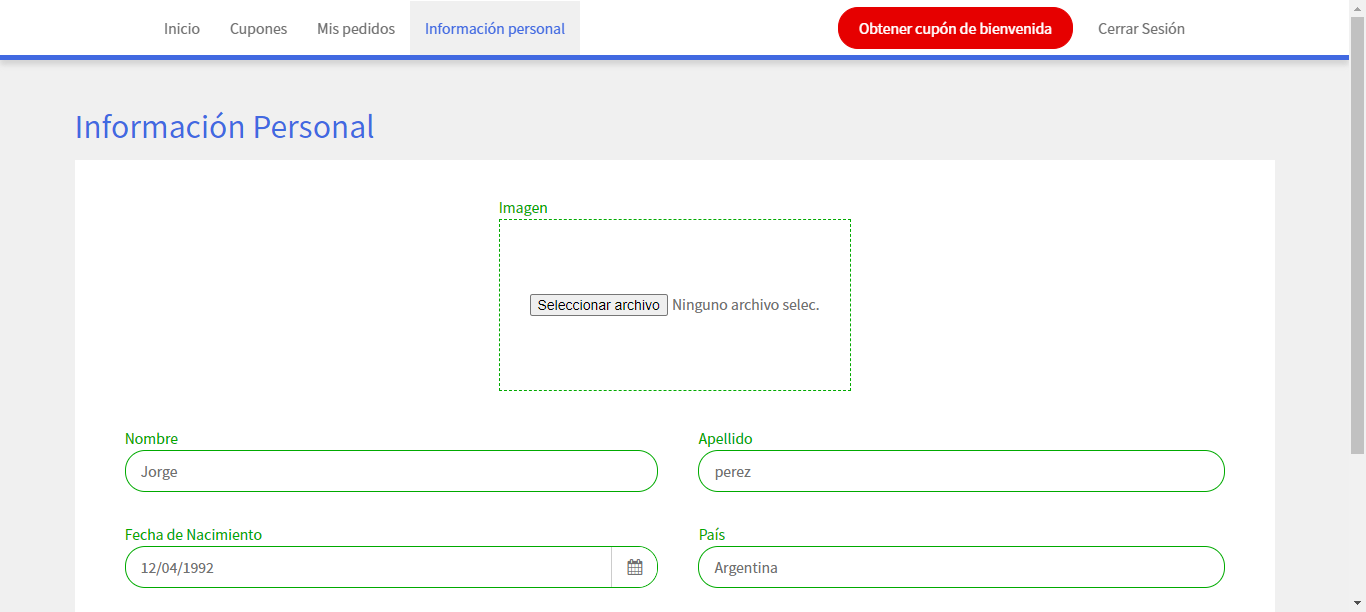 Inicio Cupones Mis pedidos Información personal Obtener cupón de bienvenida Cerrar Sesión
Información Personal
Imagen
Seleccionar archivo Ninguno archivo selec.
Nombre Apellido
Jorge perez
Fecha de Nacimiento País
12/04/1992 Argentina